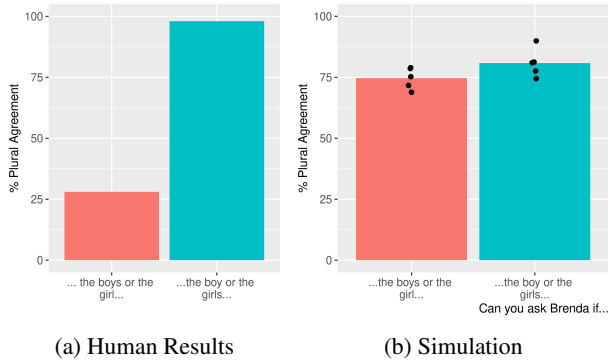 % Plural Agreement
100
75
50
25
0
... the boys or the
girl...
...the boy or the
girls...
(a) Human Results
% Plural Agreement
100
75
50
25
0
...the boys or the
girl...
...the boy or the
girls...
Can you ask Brenda if...
(b) Simulation